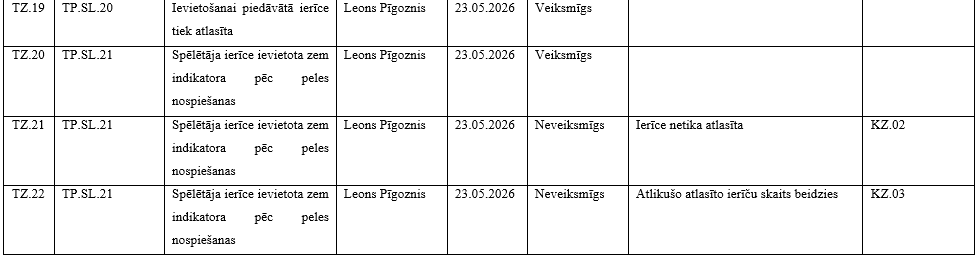 TZ.19 TP.SL.20 Ievietošanai piedāvātā ierīce Leons Pīgoznis 23.05.2026 Veiksmīgs
tiek atlasīta
TZ.20 TP.SL.21 Spēlētāja ierīce ievietota zem Leons Pīgoznis 23.05.2026 Veiksmīgs
indikatora pēc peles
nospiešanas
TZ.21 TP.SL.21 Spēlētāja ierīce ievietota zem Leons Pīgoznis 23.05.2026 Neveiksmīgs Ierīce netika atlasīta KZ.02
indikatora pēc peles
nospiešanas
TZ.22 TP.SL.21 Spēlētāja ierīce ievietota zem Leons Pīgoznis 23.05.2026 Neveiksmīgs Atlikušo atlasīto ierīču skaits beidzies KZ.03
indikatora pēc peles
nospiešanas